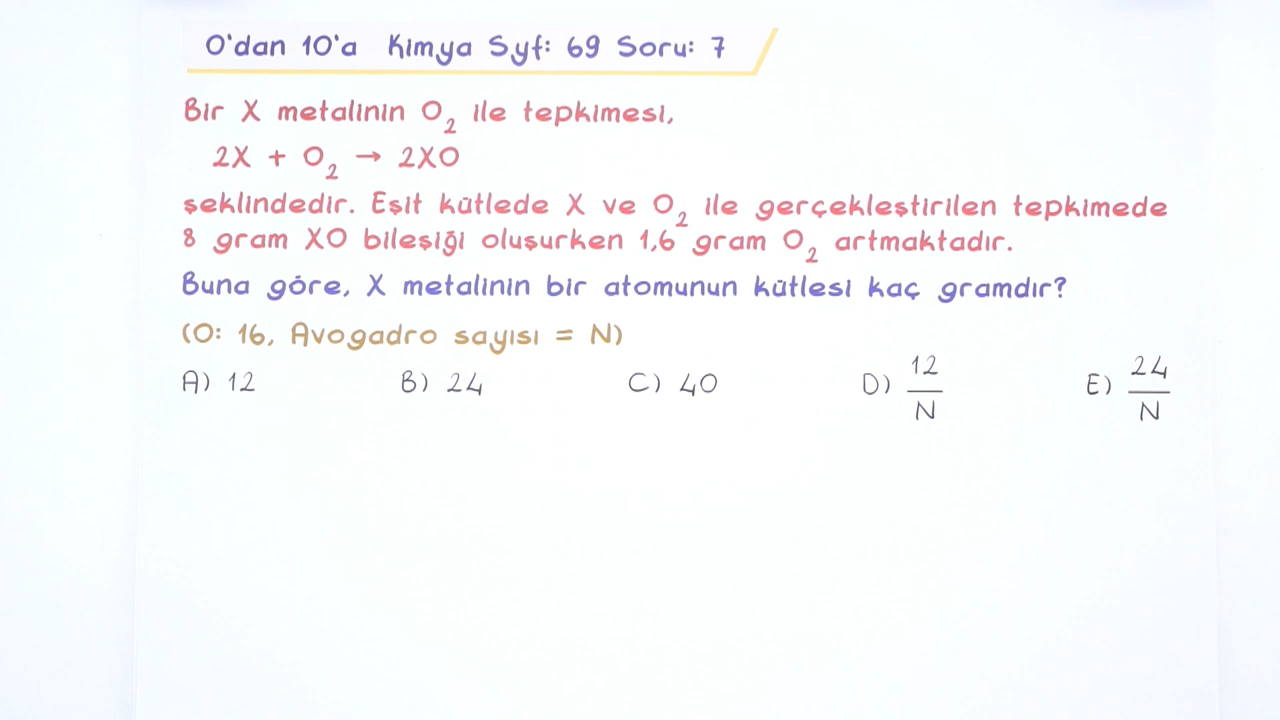 0'dan 10'a Kimya Syf: 69 Soru: 7
Bir X metalinin O₂ ile tepkimesi,
2X + O₂ → 2XO
şeklindedir. Eşit kütlede X ve O₂ ile gerçekleştirilen tepkimede
8 gram XO bileşiği oluşurken 1,6 gram O₂ artmaktadır.
Buna göre, X metalinin bir atomunun kütlesi kaç gramdır?
(O: 16, Avogadro sayısı = N)
A) 12 B) 24 C) 40 D) 12/N E) 24/N